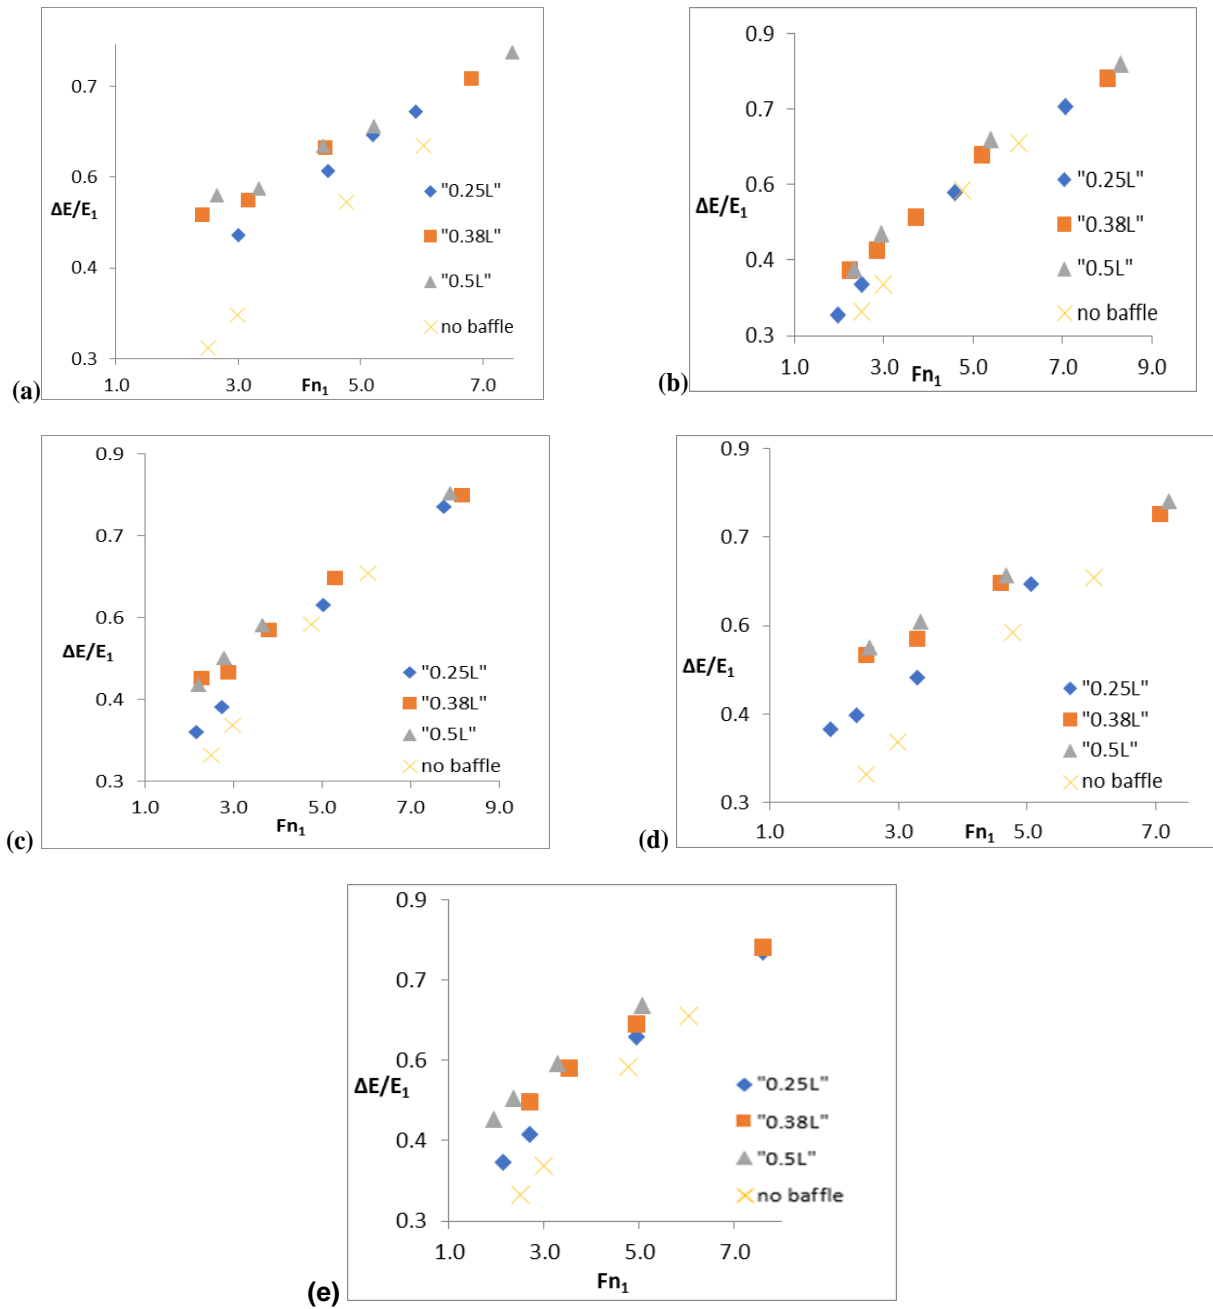 0.7
0.6
ΔE/E₁
0.4
0.3
1.0 3.0 5.0 7.0
Fn₁
"0.25L"
"0.38L"
"0.5L"
no baffle
(a)
0.9
0.7
0.6
ΔE/E₁
0.4
0.3
1.0 3.0 5.0 7.0 9.0
Fn₁
"0.25L"
"0.38L"
"0.5L"
no baffle
(b)
0.9
0.7
0.6
ΔE/E₁
0.4
0.3
1.0 3.0 5.0 7.0 9.0
Fn₁
"0.25L"
"0.38L"
"0.5L"
no baffle
(c)
0.9
0.7
0.6
ΔE/E₁
0.4
0.3
1.0 3.0 5.0 7.0
Fn₁
"0.25L"
"0.38L"
"0.5L"
no baffle
(d)
0.9
0.7
0.6
ΔE/E₁
0.4
0.3
1.0 3.0 5.0 7.0
Fn₁
"0.25L"
"0.38L"
"0.5L"
no baffle
(e)